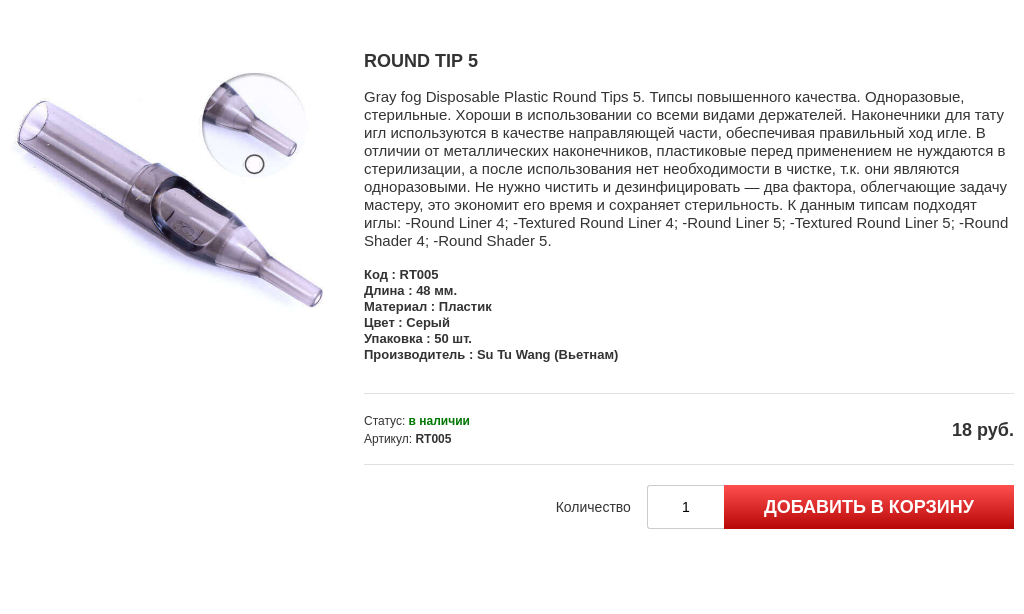 ROUND TIP 5
Gray fog Disposable Plastic Round Tips 5. Типсы повышенного качества. Одноразовые,
стерильные. Хороши в использовании со всеми видами держателей. Наконечники для тату
игл используются в качестве направляющей части, обеспечивая правильный ход игле. В
отличии от металлических наконечников, пластиковые перед применением не нуждаются в
стерилизации, а после использования нет необходимости в чистке, т.к. они являются
одноразовыми. Не нужно чистить и дезинфицировать — два фактора, облегчающие задачу
мастеру, это экономит его время и сохраняет стерильность. К данным типсам подходят
иглы: -Round Liner 4; -Textured Round Liner 4; -Round Liner 5; -Textured Round Liner 5; -Round
Shader 4; -Round Shader 5.
Код : RT005
Длина : 48 мм.
Материал : Пластик
Цвет : Серый
Упаковка : 50 шт.
Производитель : Su Tu Wang (Вьетнам)
Статус: в наличии
Артикул: RT005
18 руб.
Количество 1 ДОБАВИТЬ В КОРЗИНУ